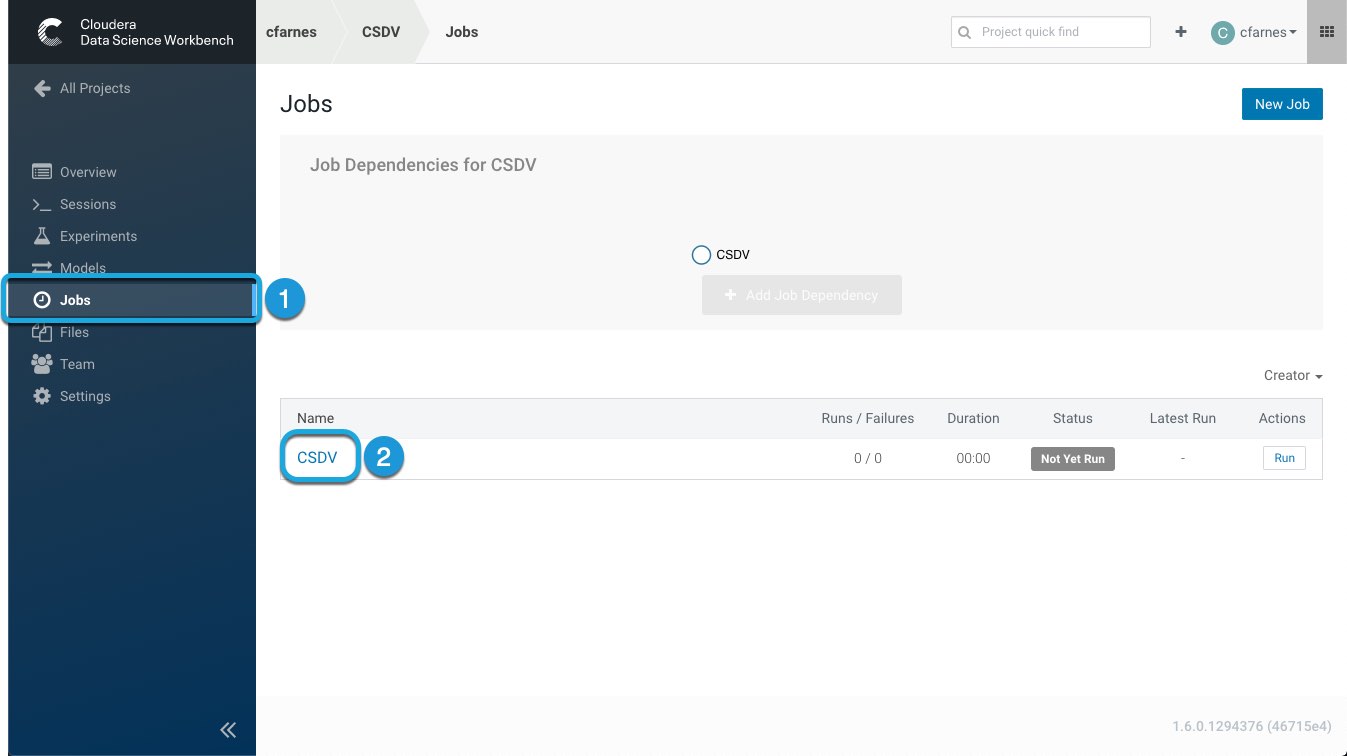 Cloudera
Data Science Workbench
cfarnes
CSDV
Jobs
Project quick find
C
cfarnes
All Projects
Jobs
New Job
Job Dependencies for CSDV
Overview
Sessions
Experiments
Models
Jobs
1
Files
Team
Settings
CSDV
Add Job Dependency
Creator
Name Runs / Failures Duration Status Latest Run Actions
CSDV 2 0 / 0 00:00 Not Yet Run - Run
1.6.0.1294376 (46715e4)